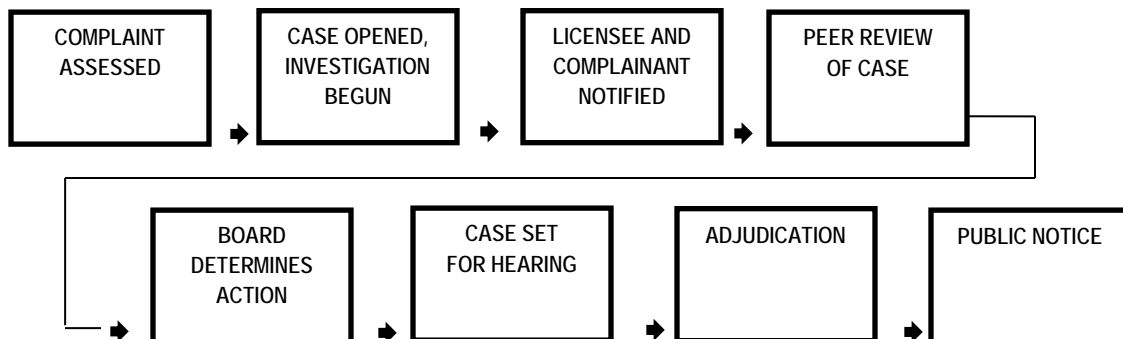 COMPLAINT
ASSESSED
CASE OPENED,
INVESTIGATION
BEGUN
LICENSEE AND
COMPLAINANT
NOTIFIED
PEER REVIEW
OF CASE
BOARD
DETERMINES
ACTION
CASE SET
FOR HEARING
ADJUDICATION
PUBLIC NOTICE